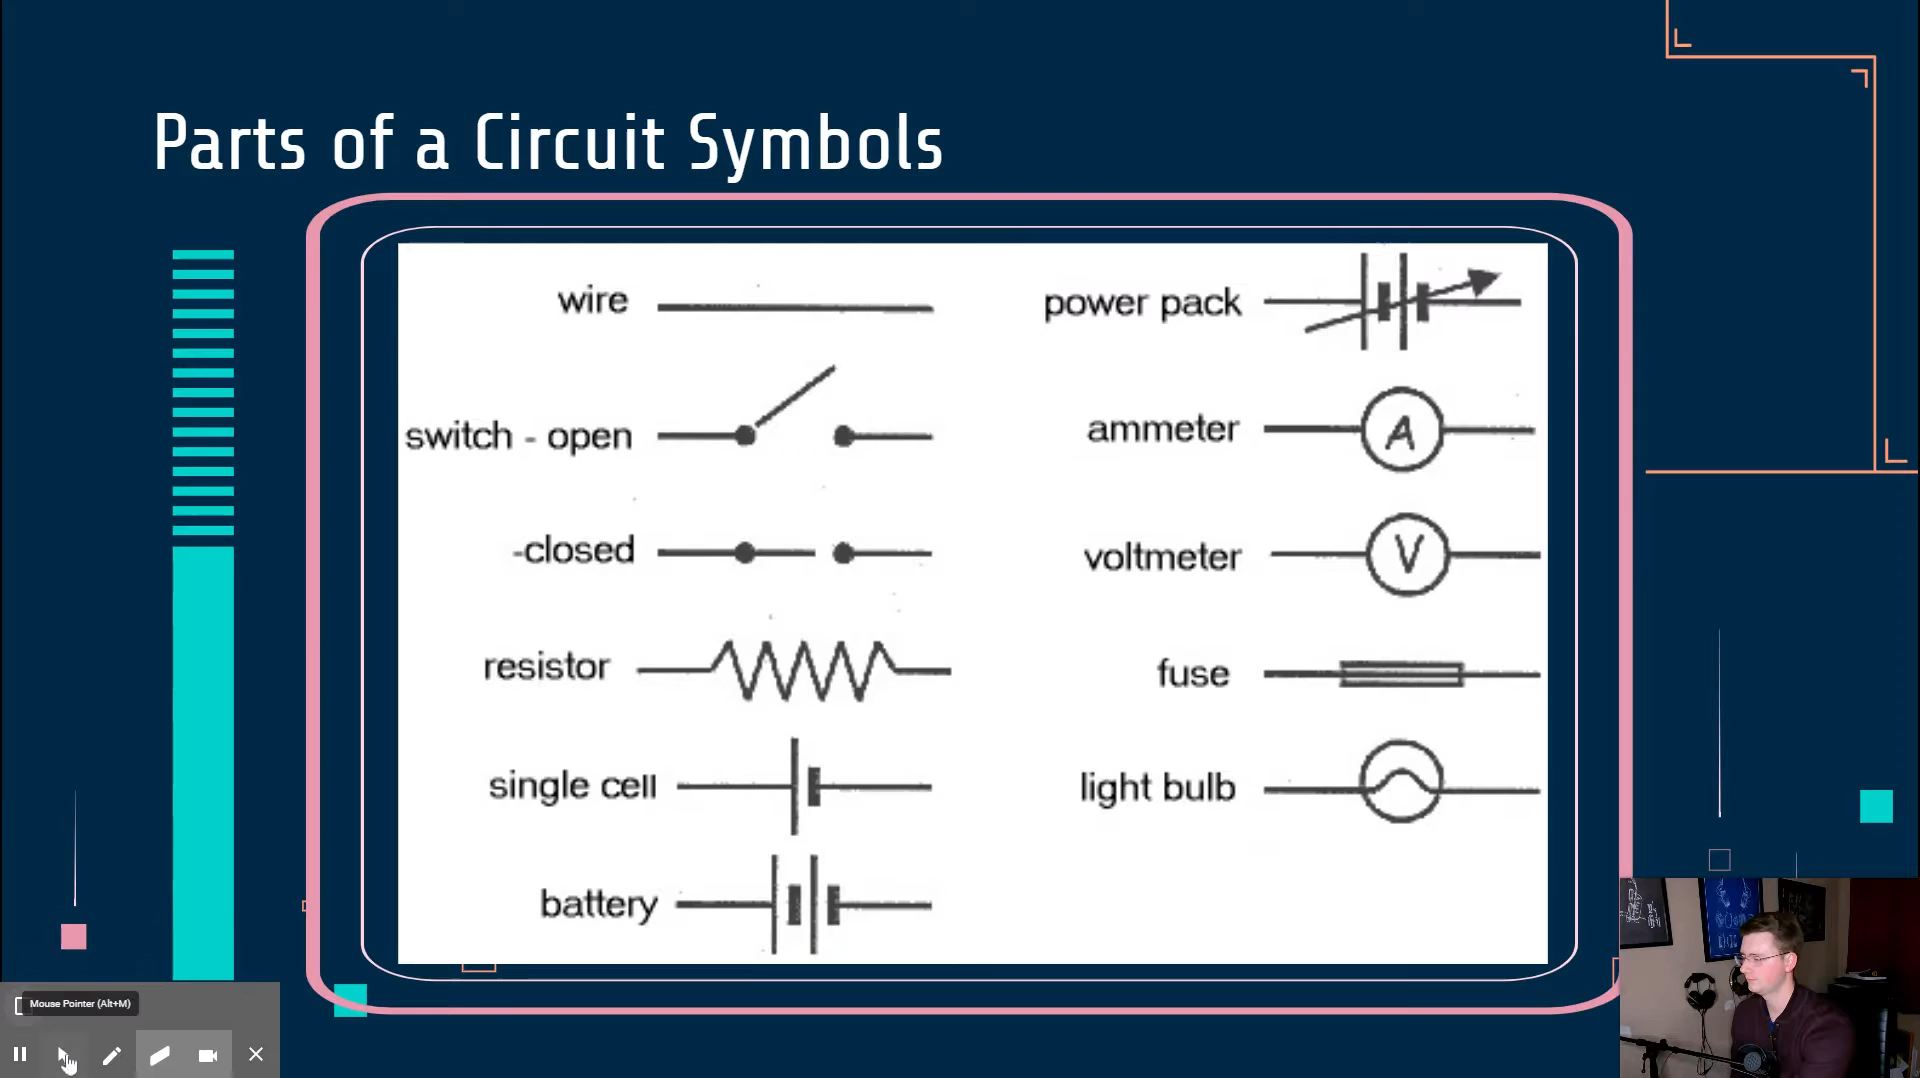 Parts of a Circuit Symbols
wire
switch - open
-closed
resistor
single cell
battery
power pack
ammeter
A
voltmeter
V
fuse
light bulb
Mouse Pointer (Alt+M)